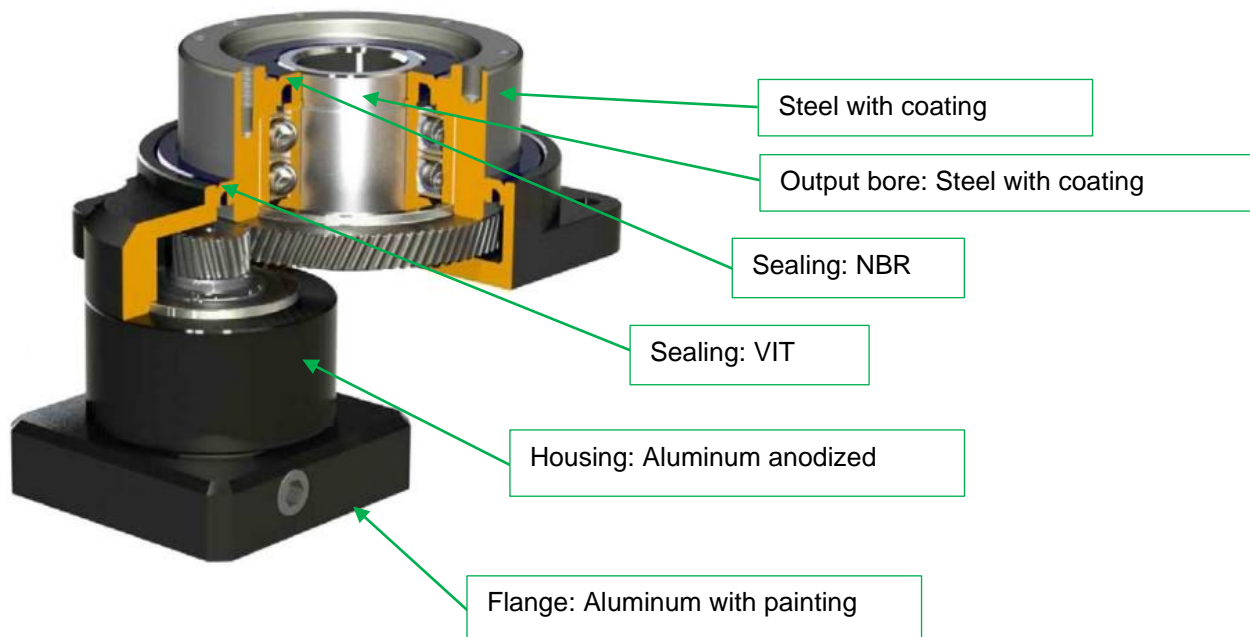 Steel with coating
Output bore: Steel with coating
Sealing: NBR
Sealing: VIT
Housing: Aluminum anodized
Flange: Aluminum with painting